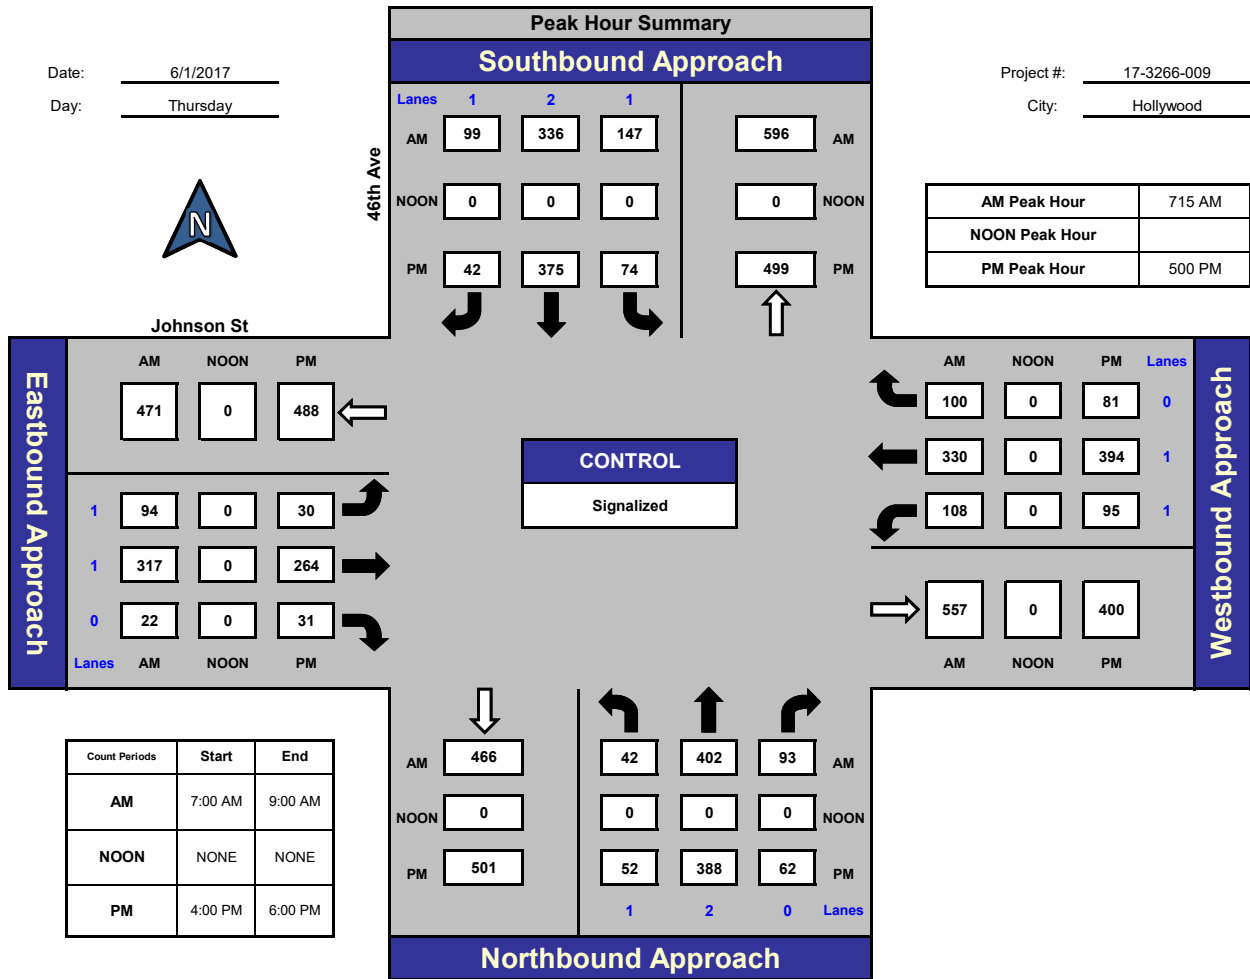 Peak Hour Summary
Southbound Approach
Date: 6/1/2017
Day: Thursday
Project #: 17-3266-009
City: Hollywood
N
46th Ave
Lanes 1 2 1
AM 99 336 147 596 AM
NOON 0 0 0 0 NOON
PM 42 375 74 499 PM
AM Peak Hour 715 AM
NOON Peak Hour
PM Peak Hour 500 PM
Johnson St
Eastbound Approach
AM NOON PM
471 0 488
1 94 0 30
1 317 0 264
0 22 0 31
Lanes AM NOON PM
CONTROL
Signalized
AM NOON PM Lanes
100 0 81 0
330 0 394 1
108 0 95 1
557 0 400
AM NOON PM
Westbound Approach
Count Periods Start End
AM 7:00 AM 9:00 AM
NOON NONE NONE
PM 4:00 PM 6:00 PM
AM 466 42 402 93 AM
NOON 0 0 0 0 NOON
PM 501 52 388 62 PM
1 2 0 Lanes
Northbound Approach